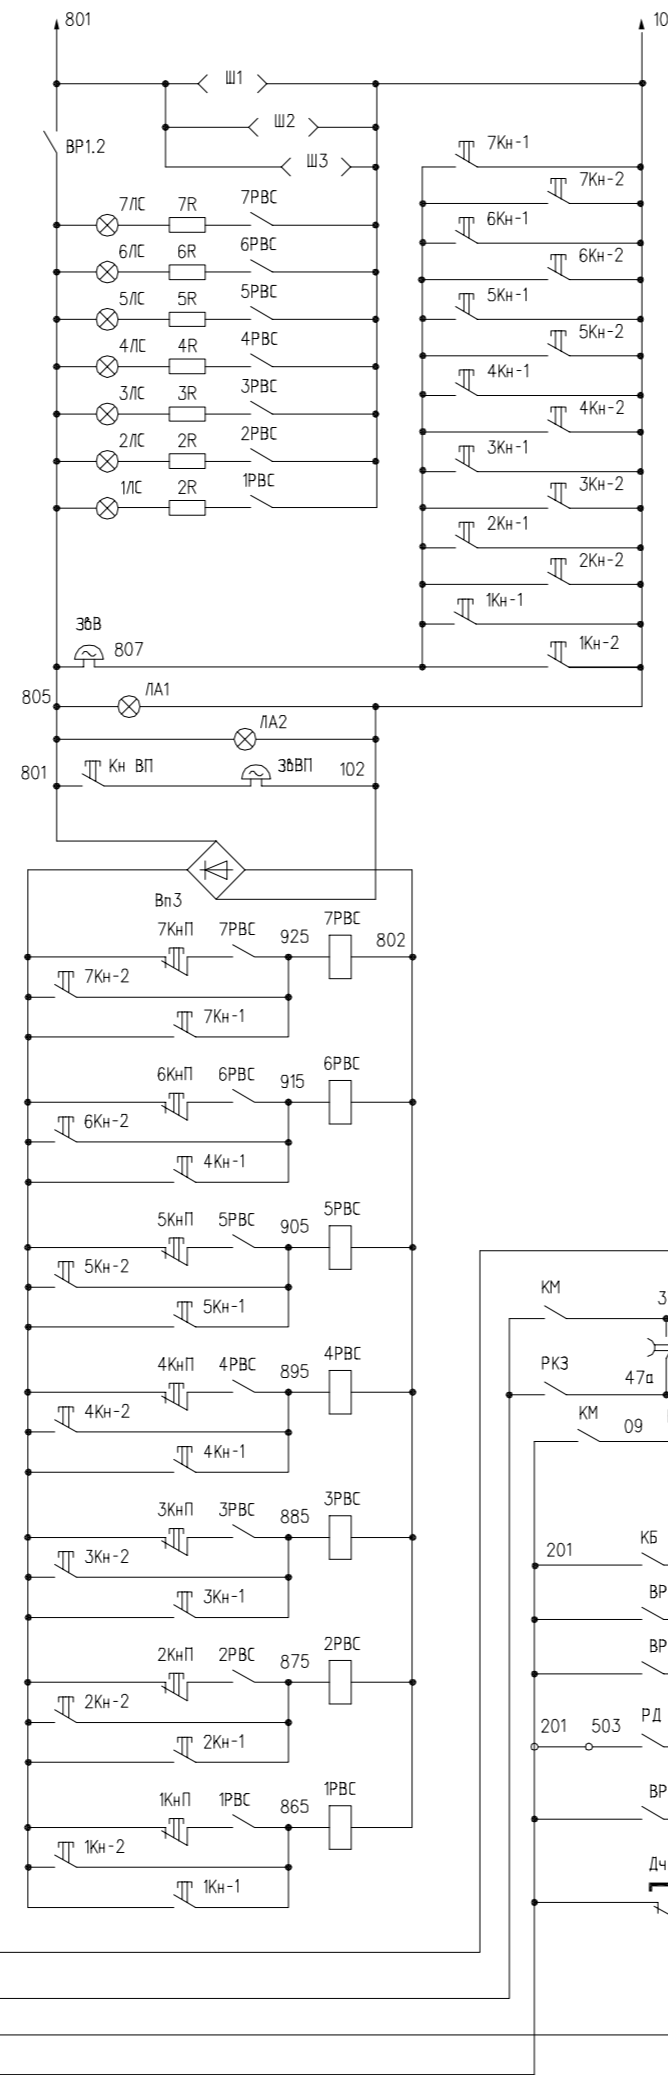 801
10
Ш1
Ш2
Ш3
ВР1.2
7Кн-1
7Кн-2
6Кн-1
6Кн-2
5Кн-1
5Кн-2
4Кн-1
4Кн-2
3Кн-1
3Кн-2
2Кн-1
2Кн-2
1Кн-1
1Кн-2
7ЛС 7R 7РВС
6ЛС 6R 6РВС
5ЛС 5R 5РВС
4ЛС 4R 4РВС
3ЛС 3R 3РВС
2ЛС 2R 2РВС
1ЛС 2R 1РВС
ЗвВ
807
805 ЛА1
ЛА2
801 Кн ВП ЗвВП 102
Вп3
7КнП 7РВС 925 7РВС 802
7Кн-2
7Кн-1
6КнП 6РВС 915 6РВС
6Кн-2
4Кн-1
5КнП 5РВС 905 5РВС
5Кн-2
5Кн-1
4КнП 4РВС 895 4РВС
4Кн-2
4Кн-1
3КнП 3РВС 885 3РВС
3Кн-2
3Кн-1
2КнП 2РВС 875 2РВС
2Кн-2
2Кн-1
1КнП 1РВС 865 1РВС
1Кн-2
1Кн-1
КМ 3
РКЗ 47а
КМ 09
201 КБ
ВР
ВР
201 503 РД
ВР
Дч